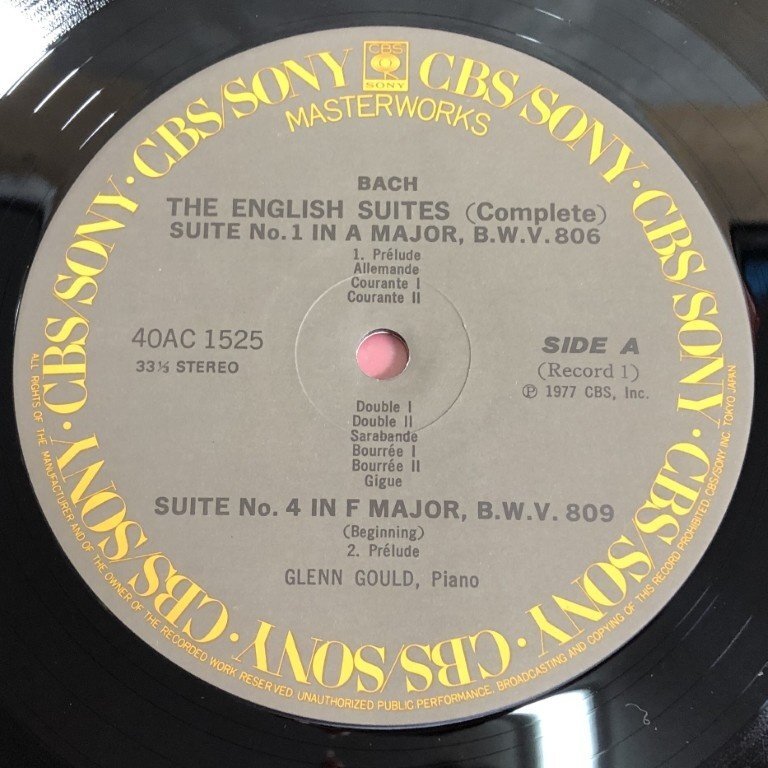 CBS
SONY
CBS/SONY · CBS/SONY · CBS/SONY · CBS/SONY · CBS/SONY · CBS/SONY · CBS/SONY · CBS/SONY
MASTERWORKS
BACH
THE ENGLISH SUITES (Complete)
SUITE No. 1 IN A MAJOR, B.W.V. 806
1. Prélude
Allemande
Courante I
Courante II
40AC 1525
33⅓ STEREO
SIDE A
(Record 1)
Ⓟ 1977 CBS, Inc.
Double I
Double II
Sarabande
Bourrée I
Bourrée II
Gigue
SUITE No. 4 IN F MAJOR, B.W.V. 809
(Beginning)
2. Prélude
GLENN GOULD, Piano
ALL RIGHTS OF THE MANUFACTURER AND OF THE OWNER OF THE RECORDED WORK RESERVED. UNAUTHORIZED PUBLIC PERFORMANCE, BROADCASTING AND COPYING OF THIS RECORD PROHIBITED. CBS/SONY INC. TOKYO JAPAN